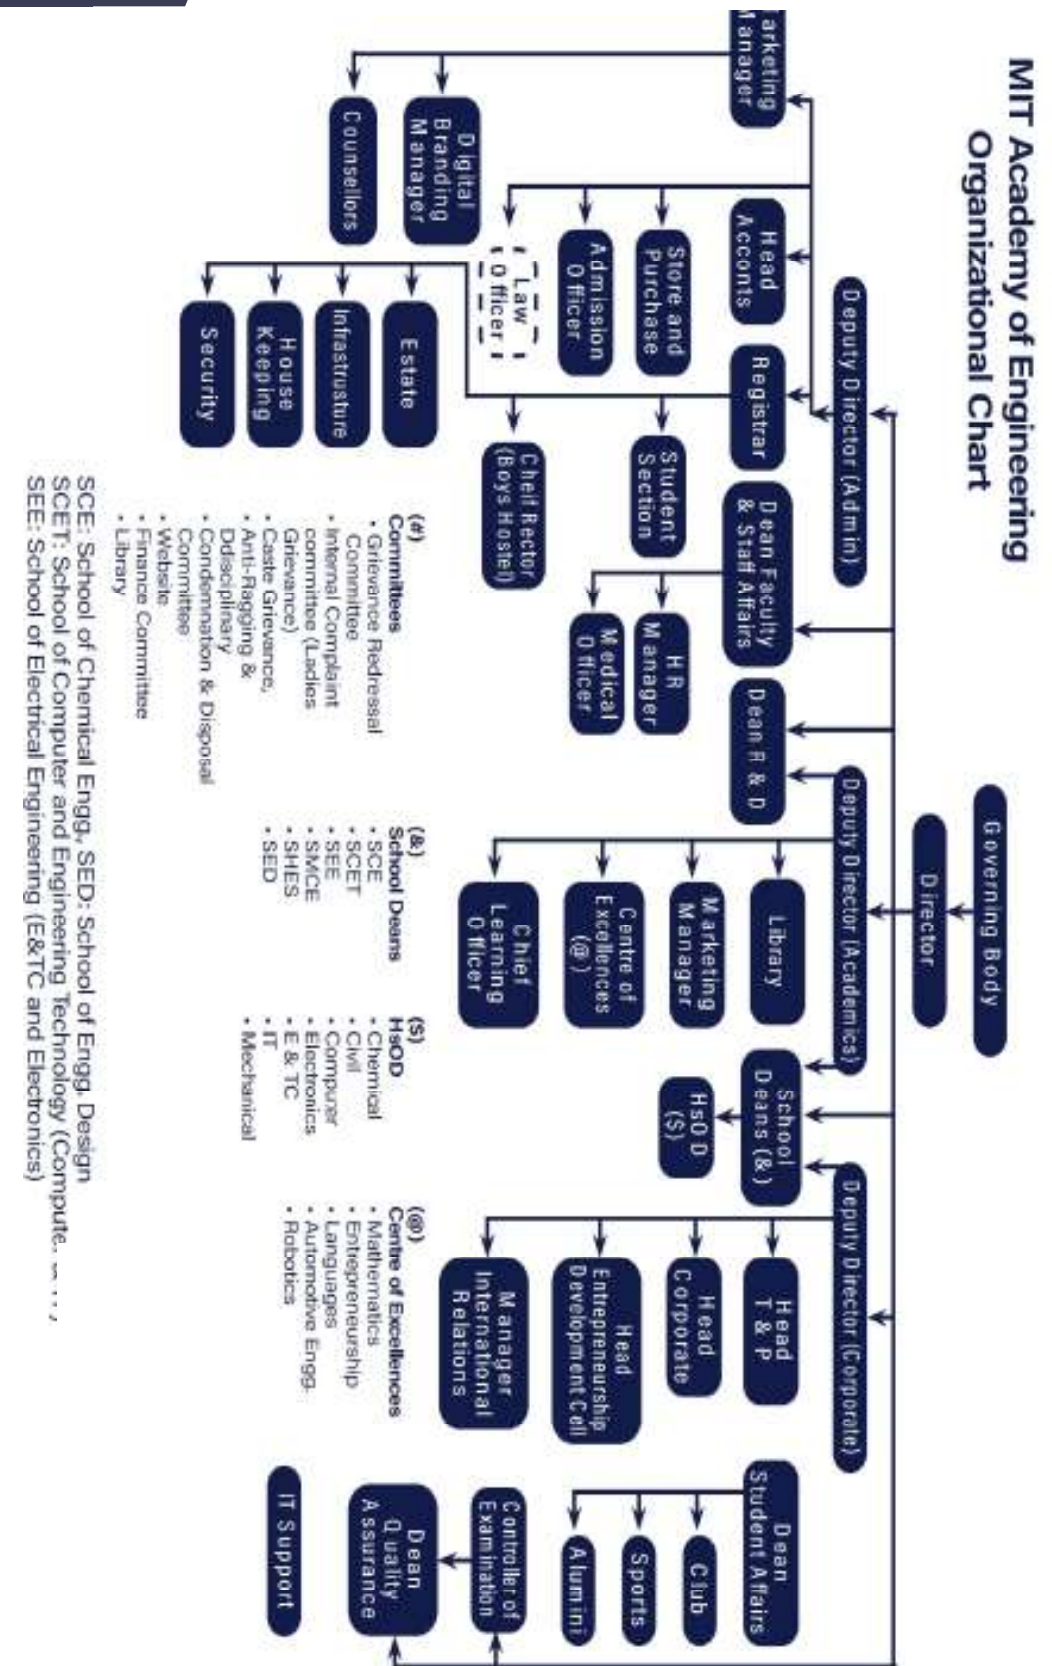 MIT Academy of Engineering
Organizational Chart
Governing Body
Director
Deputy Director (Admin)
Deputy Director (Academics)
Deputy Director (Corporate)
arketing
anager
Head
Acconts
Registrar
Dean Faculty
& Staff Affairs
Dean R & D
Library
School
Deans (&)
Head
T & P
Dean
Student Affairs
Store and
Purchase
Admission
Officer
Law
Officer
Digital
Branding
Manager
Counsellors
Student
Section
Cheif Rector
(Boys Hostel)
Estate
Infrastrusture
House
Keeping
Security
HR
Manager
Medical
Officer
Marketing
Manager
Centre of
Excellences
(@)
Chief
Learning
Officer
HsOD
($)
Head
Corporate
Head
Entrepreneurship
Development Cell
Manager
International
Relations
Club
Sports
Alumini
Controller of
Examination
Dean
Quality
Assurance
IT Support
(#)
Committees
• Grievance Redressal
Committee
• Internal Complaint
committee (Ladies
Grievance)
• Caste Grievance,
• Anti-Ragging &
Ddisciplinary
• Condemnation & Disposal
Committee
• Website
• Finance Committee
• Library
(&)
School Deans
• SCE
• SCET
• SEE
• SMCE
• SHES
• SED
($)
HsOD
• Chemical
• Civil
• Computer
• Electronics
• E & TC
• IT
• Mechanical
(@)
Centre of Excellences
• Mathematics
• Entrepreneurship
• Languages
• Automotive Engg.
• Robotics
SCE: School of Chemical Engg., SED: School of Engg. Design
SCET: School of Computer and Engineering Technology (Compute
SEE: School of Electrical Engineering (E&TC and Electronics)